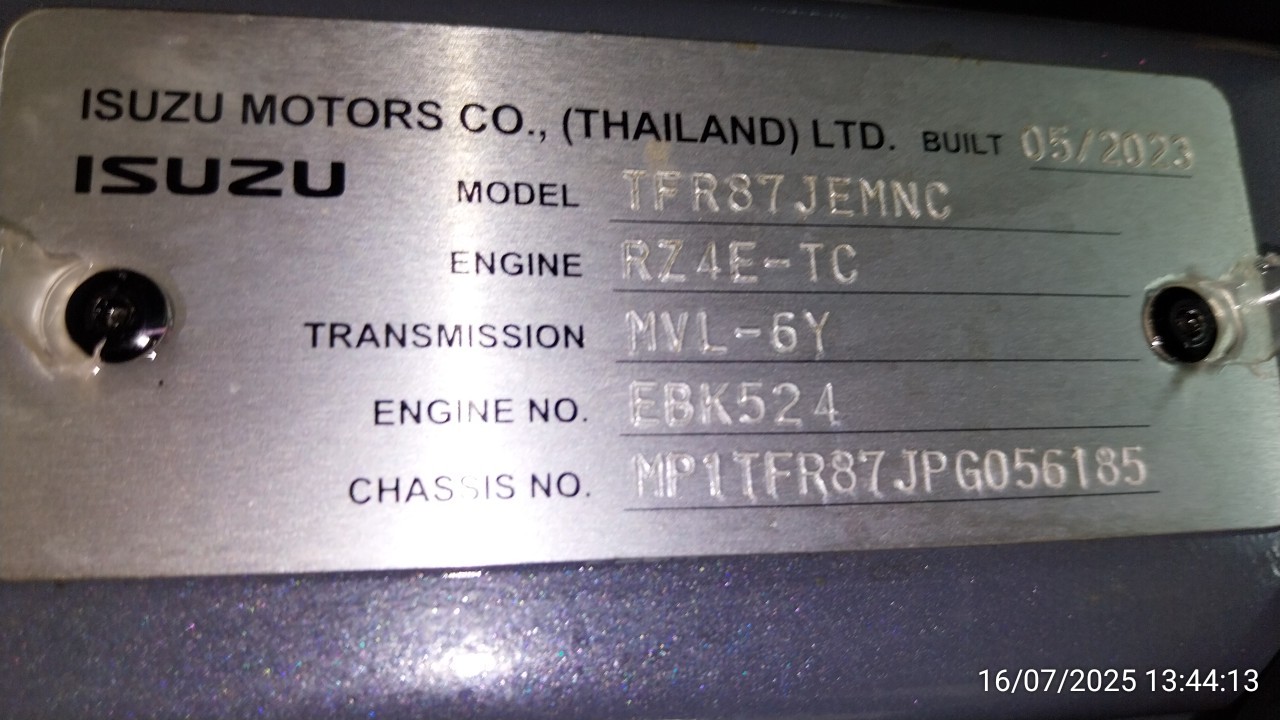 ISUZU MOTORS CO., (THAILAND) LTD. BUILT 05/2023
ISUZU
MODEL TFR87JEMNC
ENGINE RZ4E-TC
TRANSMISSION MVL-6Y
ENGINE NO. EBK524
CHASSIS NO. MP1TFR87JPG056185
16/07/2025 13:44:13